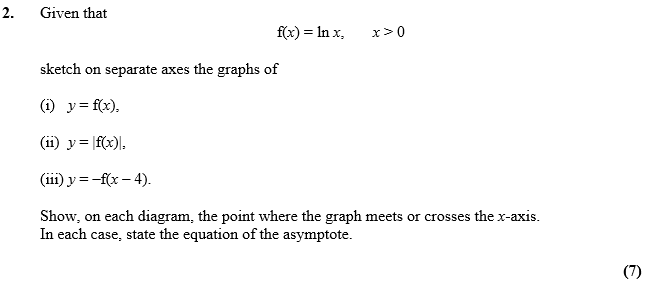 2. Given that
f(x) = ln x, x > 0
sketch on separate axes the graphs of
(i) y = f(x),
(ii) y = |f(x)|,
(iii) y = –f(x – 4).
Show, on each diagram, the point where the graph meets or crosses the x-axis.
In each case, state the equation of the asymptote.
(7)